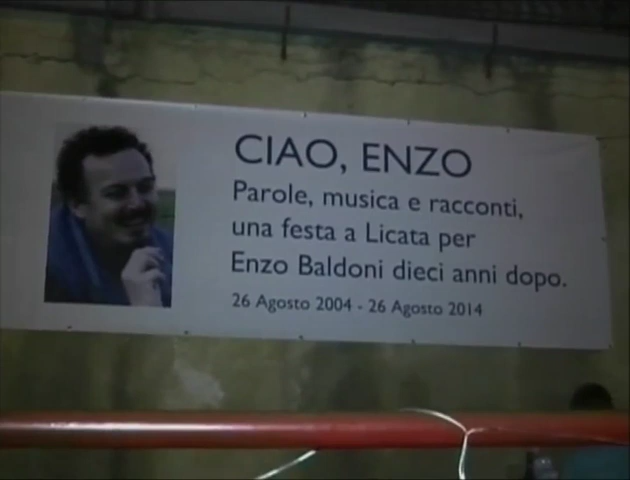 CIAO, ENZO
Parole, musica e racconti,
una festa a Licata per
Enzo Baldoni dieci anni dopo.
26 Agosto 2004 - 26 Agosto 2014